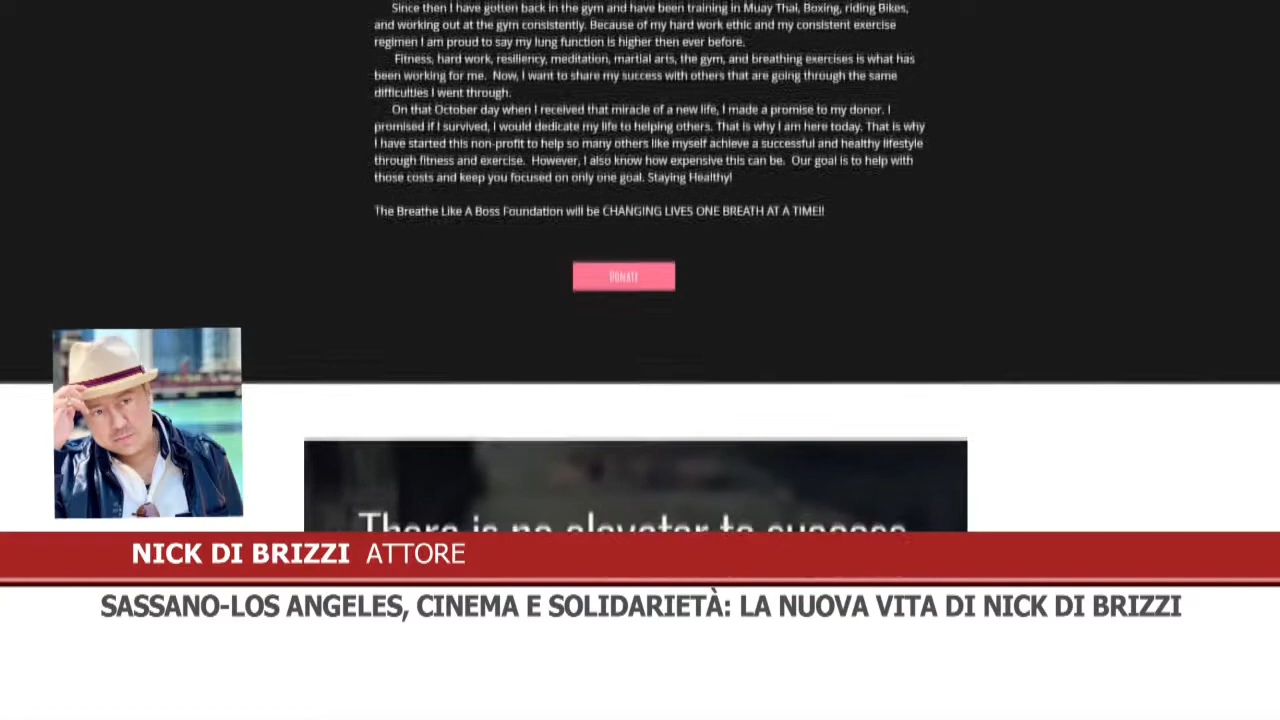 Since then I have gotten back in the gym and have been training in Muay Thai, Boxing, riding Bikes,
and working out at the gym consistently. Because of my hard work ethic and my consistent exercise
regimen I am proud to say my lung function is higher then ever before.
Fitness, hard work, resiliency, meditation, martial arts, the gym, and breathing exercises is what has
been working for me. Now, I want to share my success with others that are going through the same
difficulties I went through.
On that October day when I received that miracle of a new life, I made a promise to my donor. I
promised if I survived, I would dedicate my life to helping others. That is why I am here today. That is why
I have started this non-profit to help so many others like myself achieve a successful and healthy lifestyle
through fitness and exercise. However, I also know how expensive this can be. Our goal is to help with
those costs and keep you focused on only one goal. Staying Healthy!
The Breathe Like A Boss Foundation will be CHANGING LIVES ONE BREATH AT A TIME!!
Donate
There is no elevator to success
NICK DI BRIZZI ATTORE
SASSANO-LOS ANGELES, CINEMA E SOLIDARIETÀ: LA NUOVA VITA DI NICK DI BRIZZI